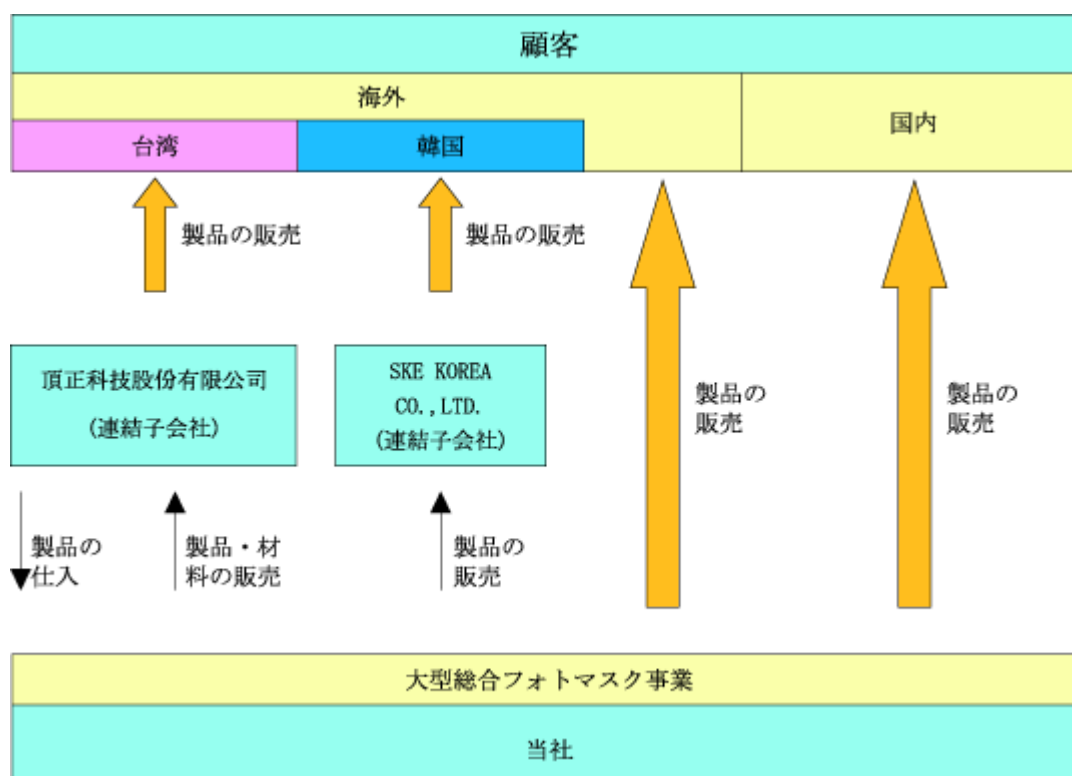 顧客
海外
国内
台湾
韓国
製品の販売
製品の販売
頂正科技股份有限公司
(連結子会社)
SKE KOREA
CO.,LTD.
(連結子会社)
製品の
販売
製品の
販売
製品の
仕入
製品・材
料の販売
製品の
販売
大型総合フォトマスク事業
当社